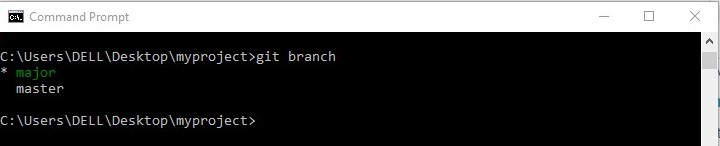 Command Prompt
C:\Users\DELL\Desktop\myproject>git branch
* major
  master
C:\Users\DELL\Desktop\myproject>